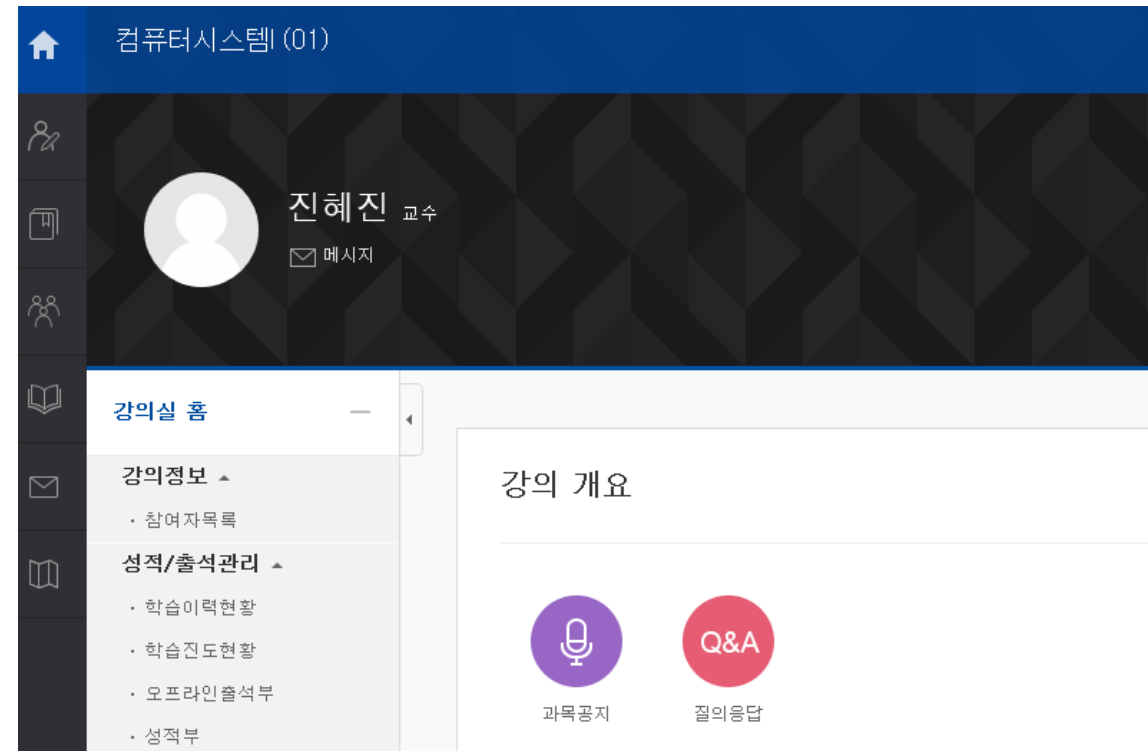 컴퓨터시스템I (01)
진혜진 교수
메시지
강의실 홈
강의정보
참여자목록
성적/출석관리
학습이력현황
학습진도현황
오프라인출석부
성적부
강의 개요
Q&A
과목공지
질의응답